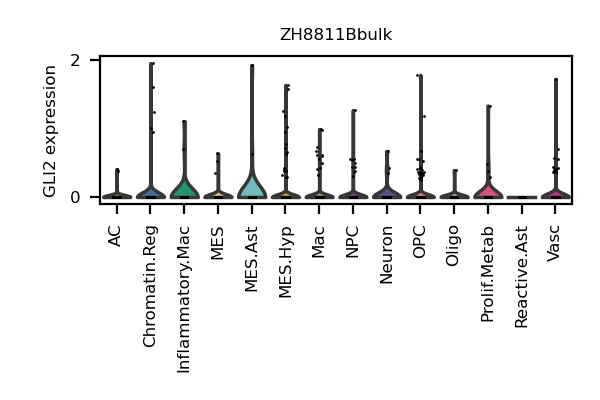 ZH8811Bbulk
GLI2 expression
2
0
AC
Chromatin.Reg
Inflammatory.Mac
MES
MES.Ast
MES.Hyp
Mac
NPC
Neuron
OPC
Oligo
Prolif.Metab
Reactive.Ast
Vasc